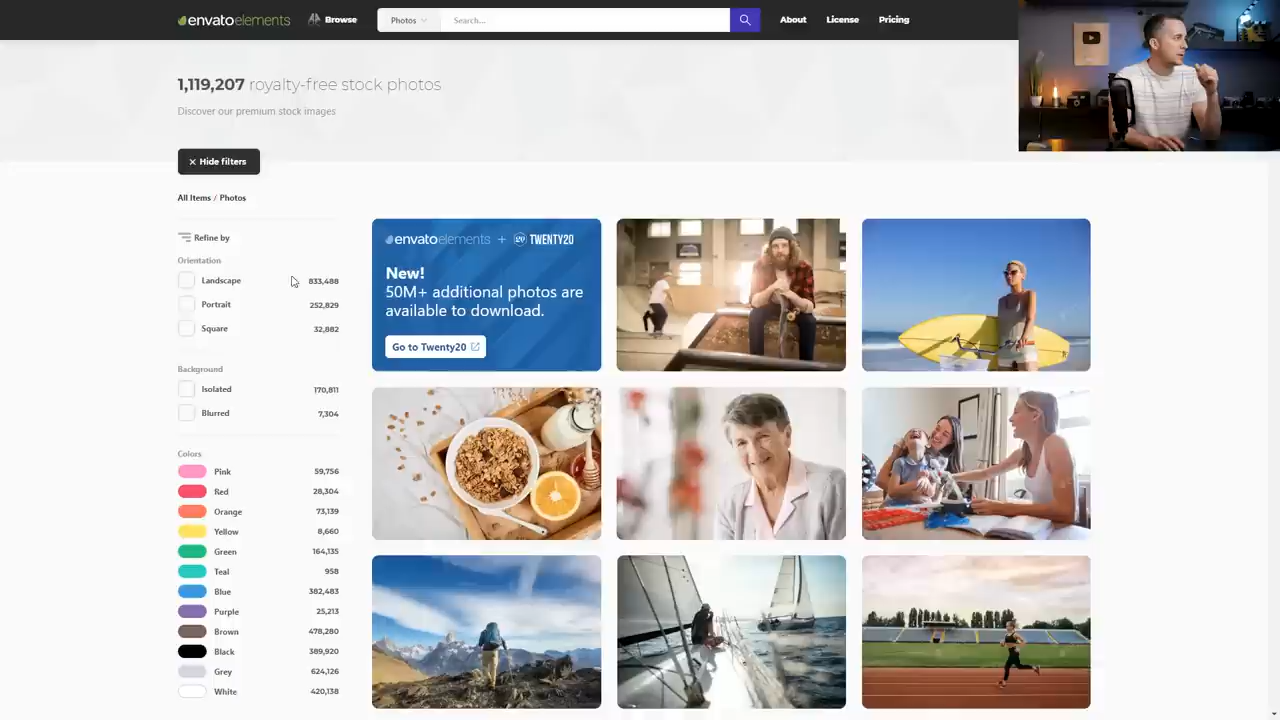 envatoelements
Browse
Photos
Search...
About
License
Pricing
1,119,207 royalty-free stock photos
Discover our premium stock images
× Hide filters
All Items / Photos
Refine by
Orientation
Landscape 833,488
Portrait 252,829
Square 32,882
Background
Isolated 170,811
Blurred 7,304
Colors
Pink 59,756
Red 28,304
Orange 73,139
Yellow 8,660
Green 164,135
Teal 958
Blue 382,483
Purple 25,213
Brown 478,280
Black 389,920
Grey 624,126
White 420,138
envatoelements + 20 TWENTY20
New!
50M+ additional photos are
available to download.
Go to Twenty20